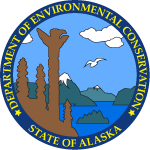 DEPARTMENT OF ENVIRONMENTAL CONSERVATION
STATE OF ALASKA